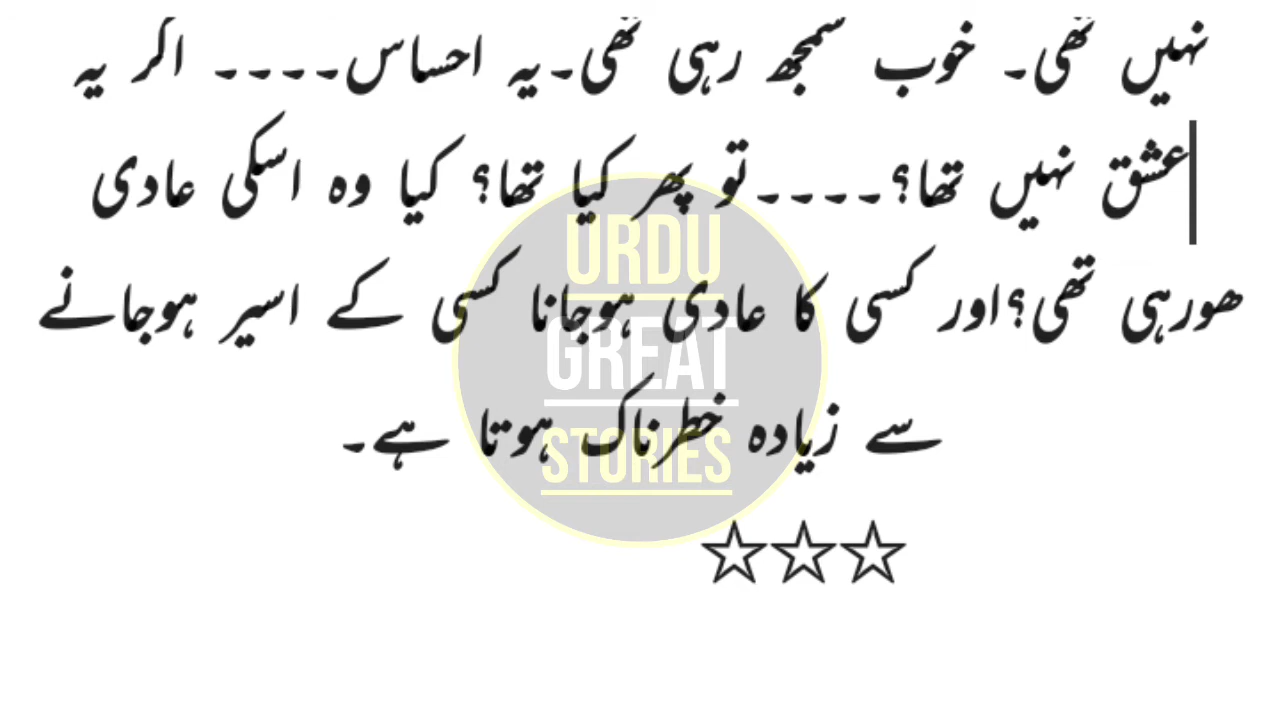 نہیں تھی۔ خوب سمجھ رہی تھی۔یہ احساس۔۔۔۔ اگر یہ
عشق نہیں تھا؟۔۔۔۔تو پھر کیا تھا؟ کیا وہ اسکی عادی
ھورہی تھی؟اور کسی کا عادی ہوجانا کسی کے اسیر ہوجانے
سے زیادہ خطرناک ہوتا ہے۔
☆☆☆
URDU
GREAT
STORIES